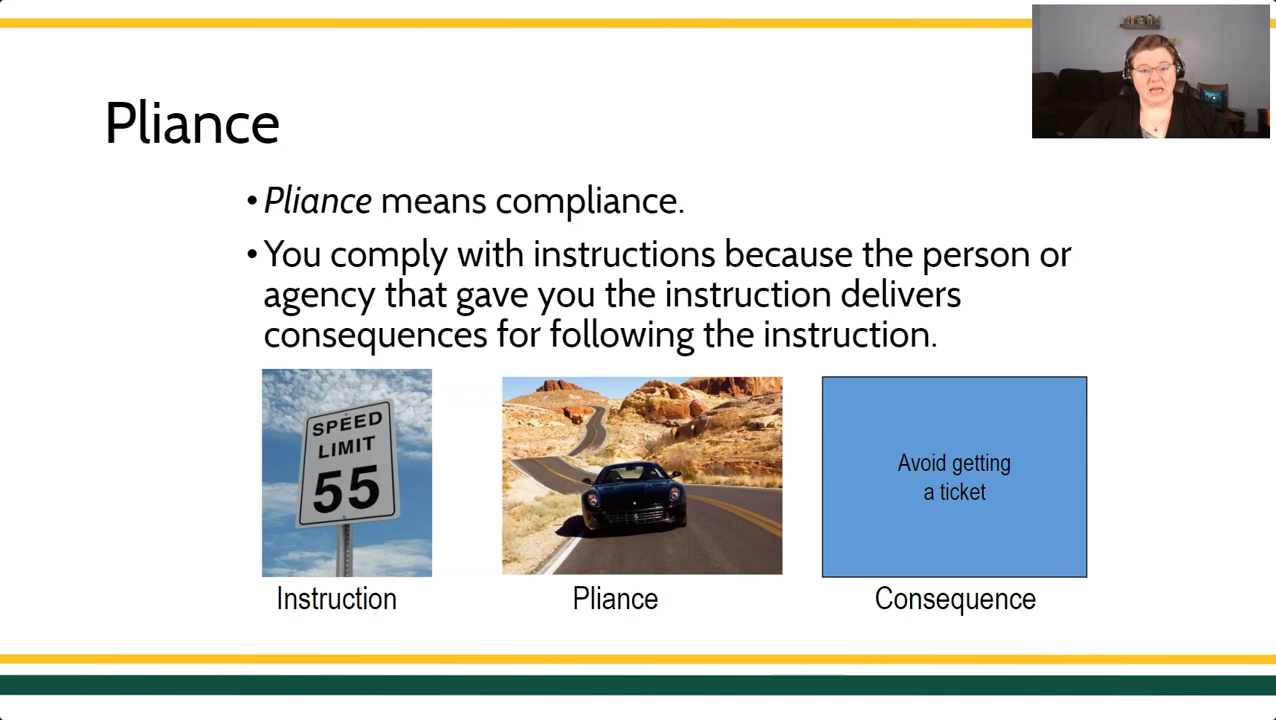 Pliance
• Pliance means compliance.
• You comply with instructions because the person or
agency that gave you the instruction delivers
consequences for following the instruction.
SPEED
LIMIT
55
Avoid getting
a ticket
Instruction
Pliance
Consequence